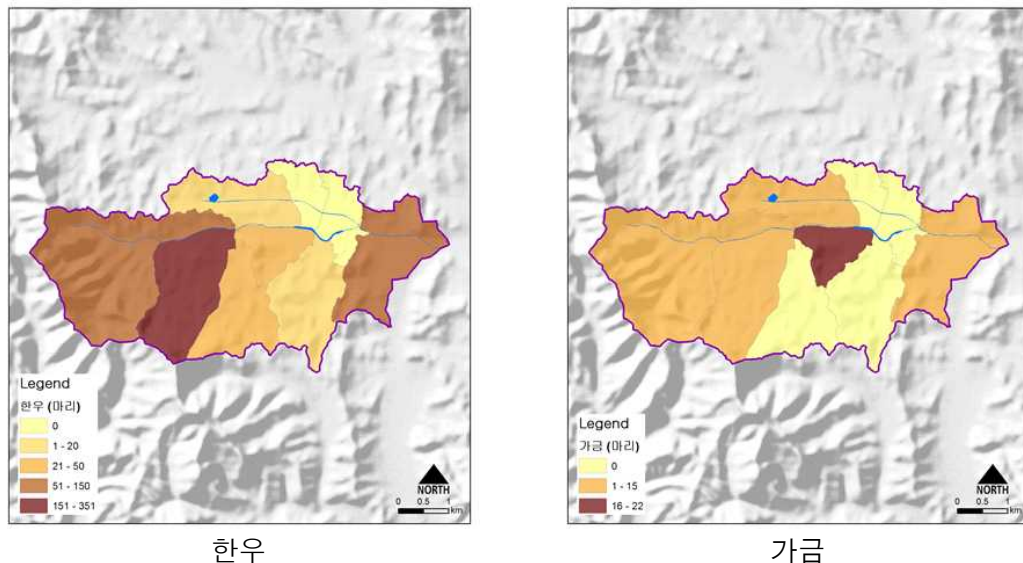 Legend
한우 (마리)
0
1 - 20
21 - 50
51 - 150
151 - 351
NORTH
0 0.5 1
km
한우
Legend
가금 (마리)
0
1 - 15
16 - 22
NORTH
0 0.5 1
km
가금